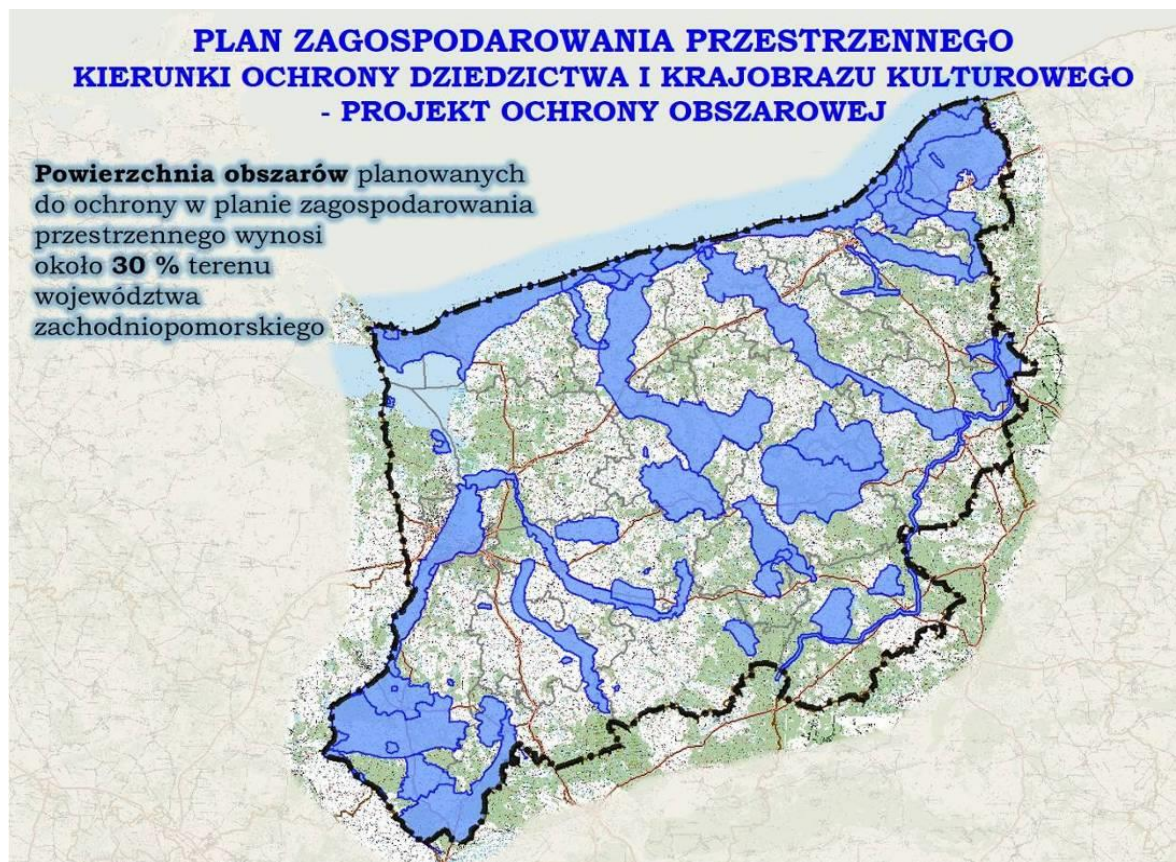 PLAN ZAGOSPODAROWANIA PRZESTRZENNEGO
KIERUNKI OCHRONY DZIEDZICTWA I KRAJOBRAZU KULTUROWEGO
- PROJEKT OCHRONY OBSZAROWEJ
Powierzchnia obszarów planowanych
do ochrony w planie zagospodarowania
przestrzennego wynosi
około 30 % terenu
województwa
zachodniopomorskiego